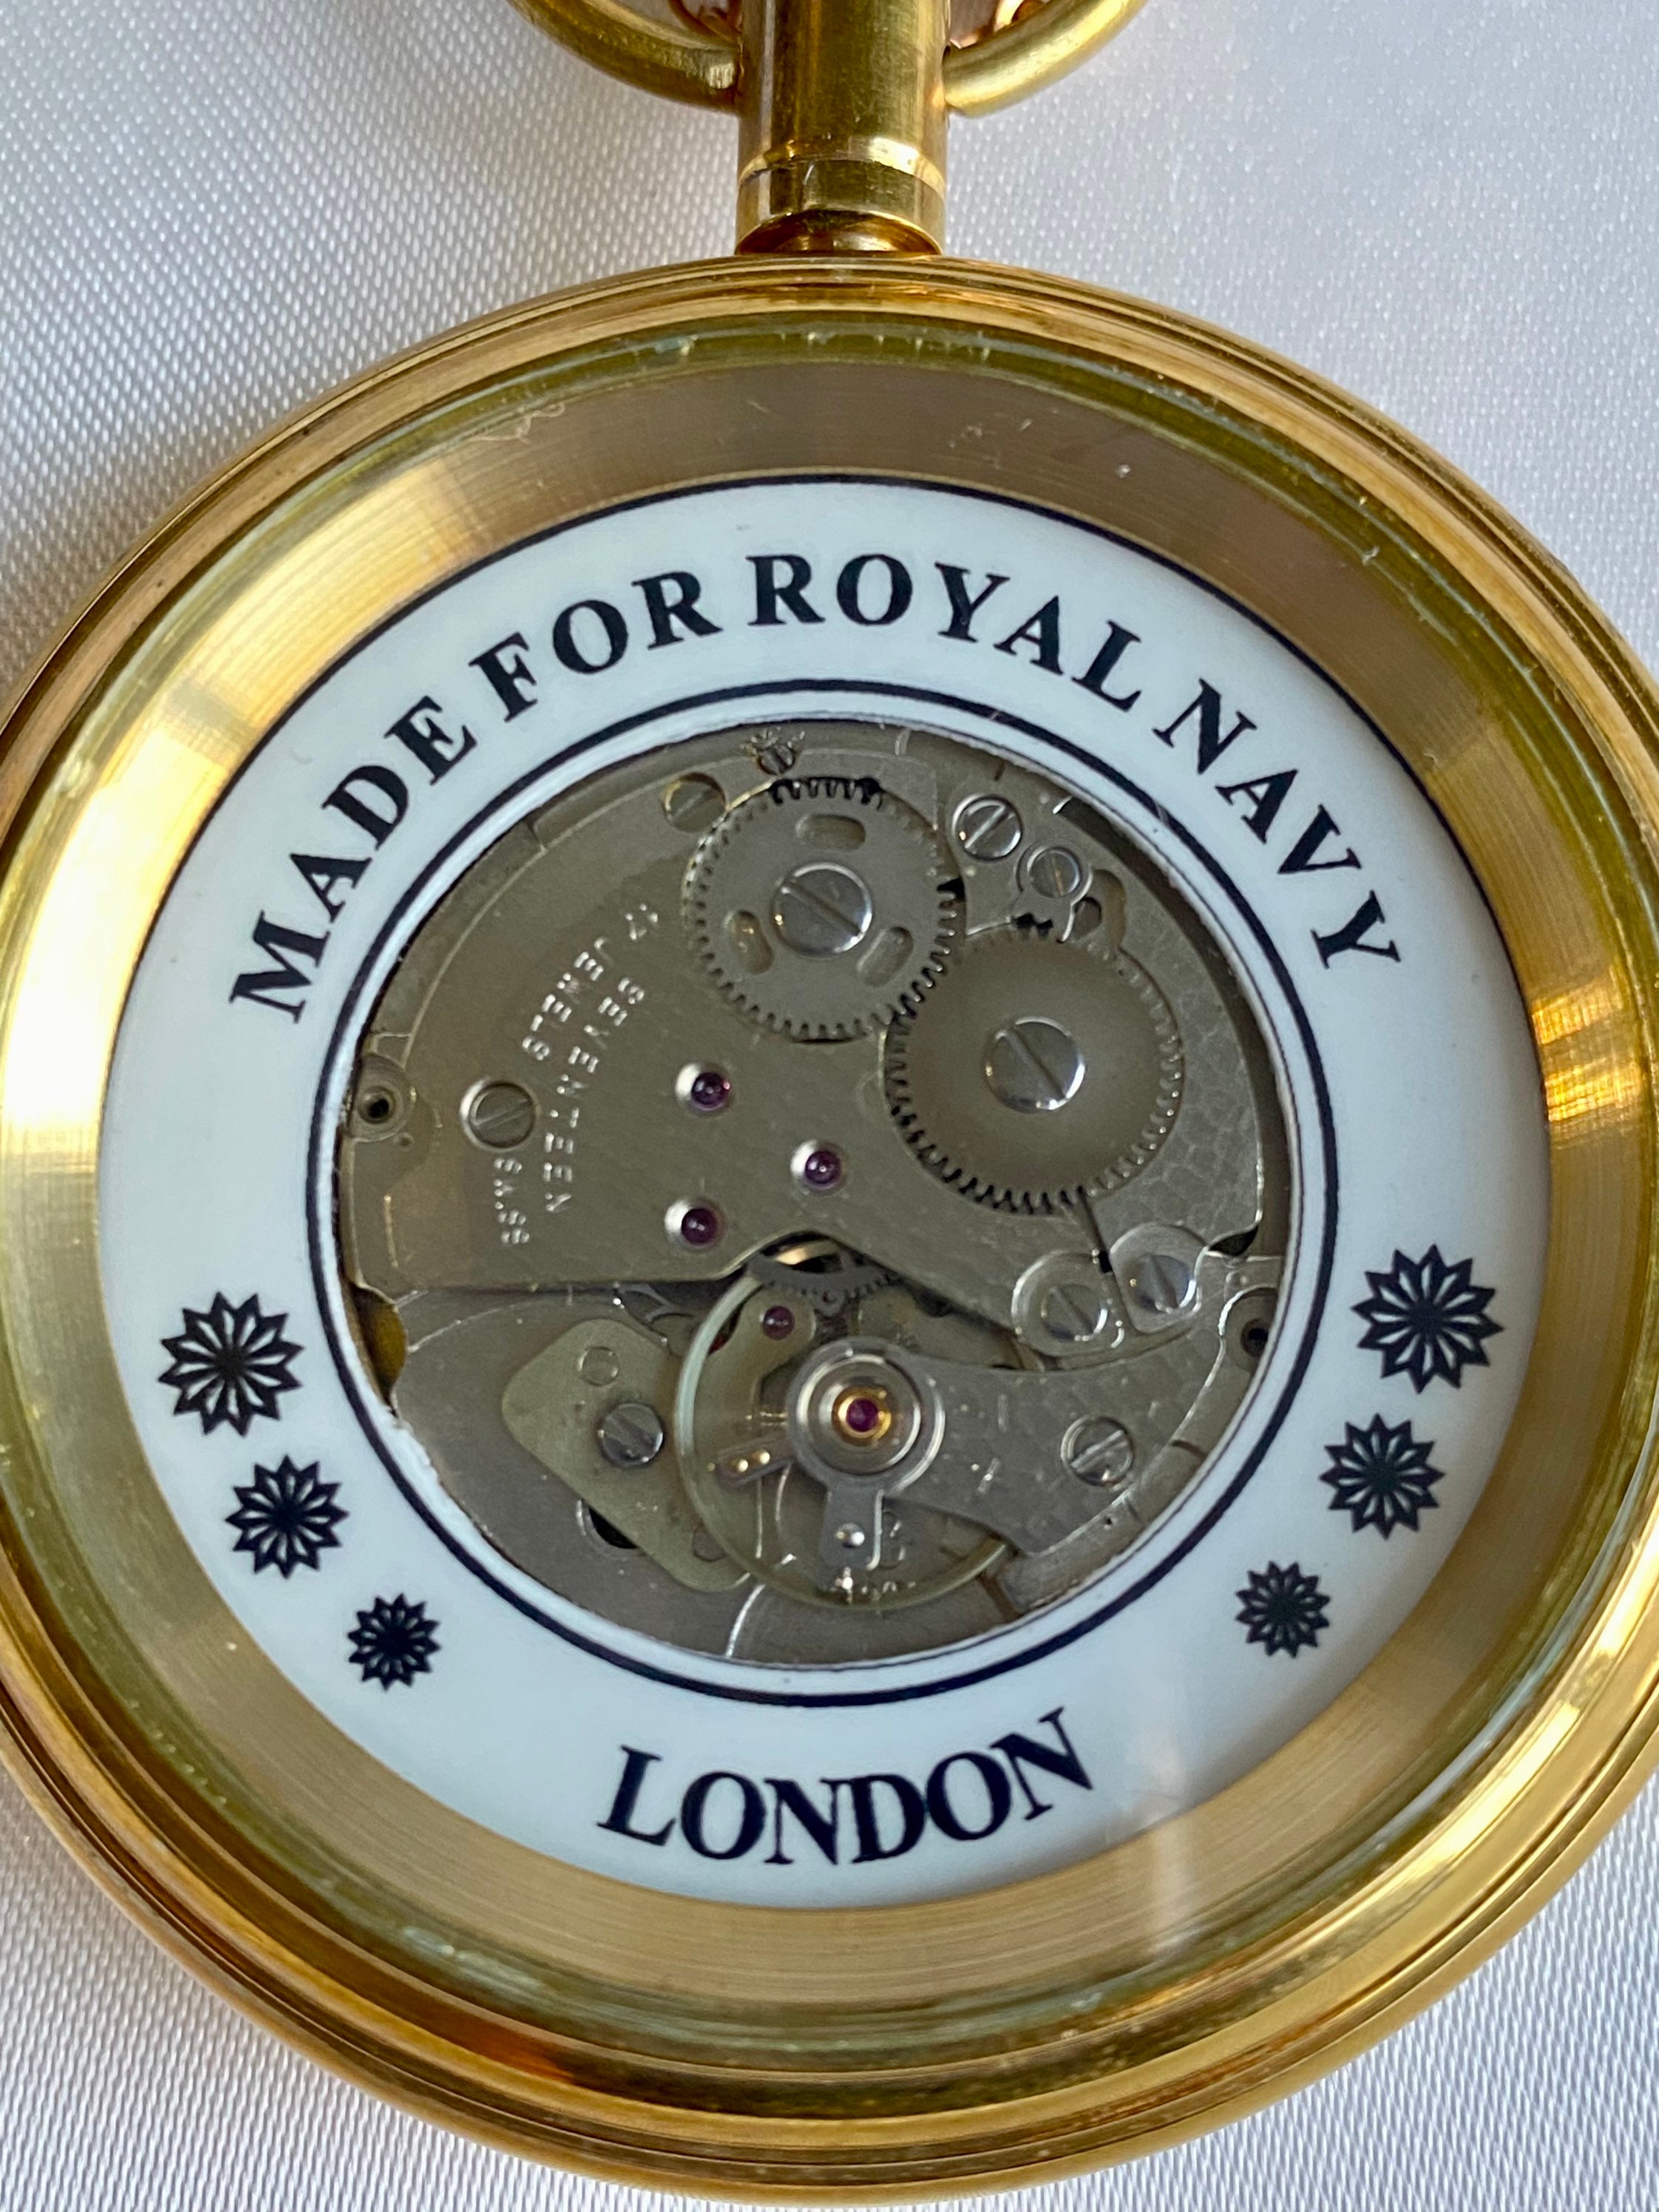 MADE FOR ROYAL NAVY
17 JEWELS
SEVENTEEN
SWISS
LONDON